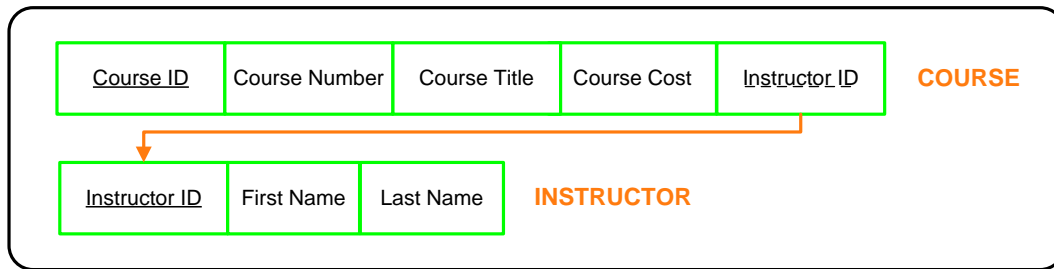 Course ID Course Number Course Title Course Cost Instructor ID COURSE
Instructor ID First Name Last Name INSTRUCTOR